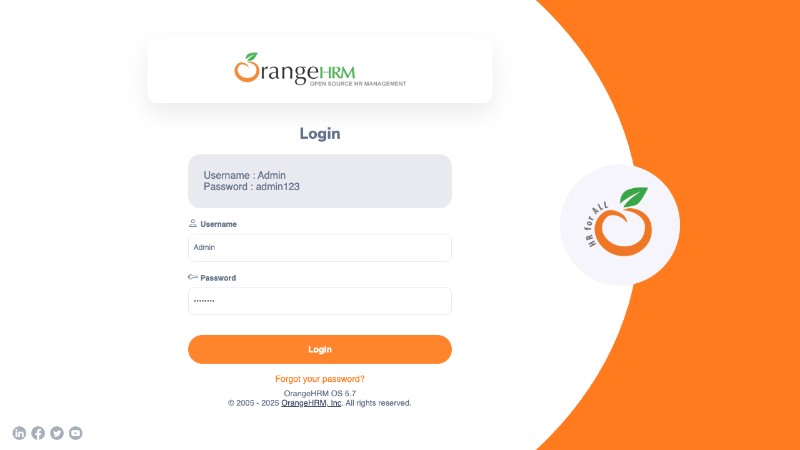 OrangeHRM
OPEN SOURCE HR MANAGEMENT
Login
Username : Admin
Password : admin123
Username
Admin
Password
••••••••
Login
Forgot your password?
OrangeHRM OS 5.7
© 2005 - 2025 OrangeHRM, Inc. All rights reserved.
HR for ALL
in